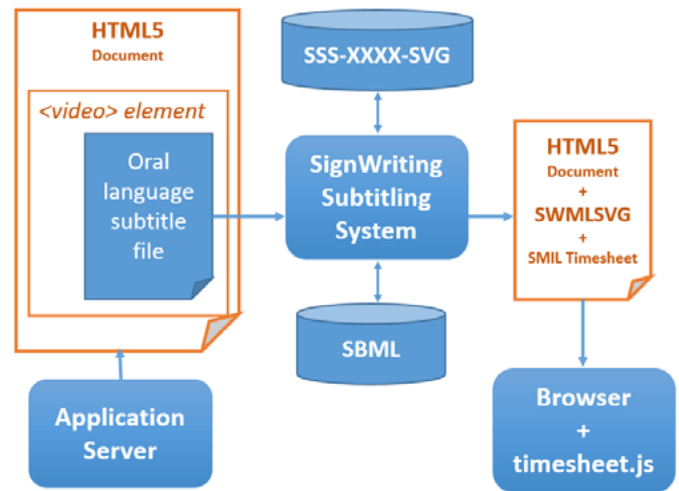 HTML5
Document
<video> element
Oral
language
subtitle
file
Application
Server
SSS-XXXX-SVG
SignWriting
Subtitling
System
SBML
HTML5
Document
+
SWMLSVG
+
SMIL Timesheet
Browser
+
timesheet.js